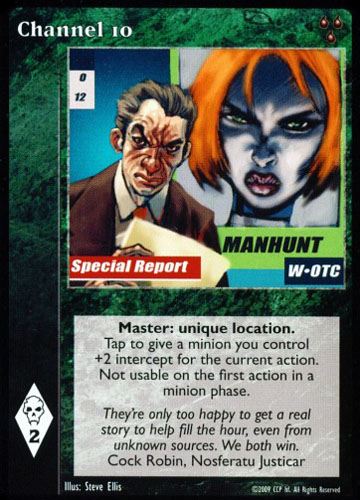 Channel 10
0
12
MANHUNT
Special Report
W•OTC
Master: unique location.
Tap to give a minion you control
+2 intercept for the current action.
Not usable on the first action in a
minion phase.
They're only too happy to get a real
story to help fill the hour, even from
unknown sources. We both win.
Cock Robin, Nosferatu Justicar
2
Illus: Steve Ellis
©2009 CCP hf. All Rights Reserved